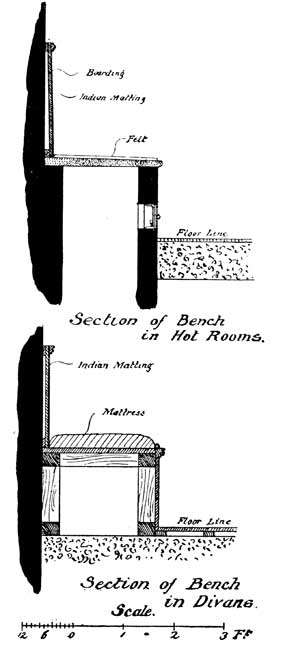 Boarding
Indian Matting
Felt
Floor Line
Section of Bench
in Hot Rooms.
Indian Matting
Mattress
Floor Line
Section of Bench
in Divans.
Scale.
12 6 0 1 2 3 Ft